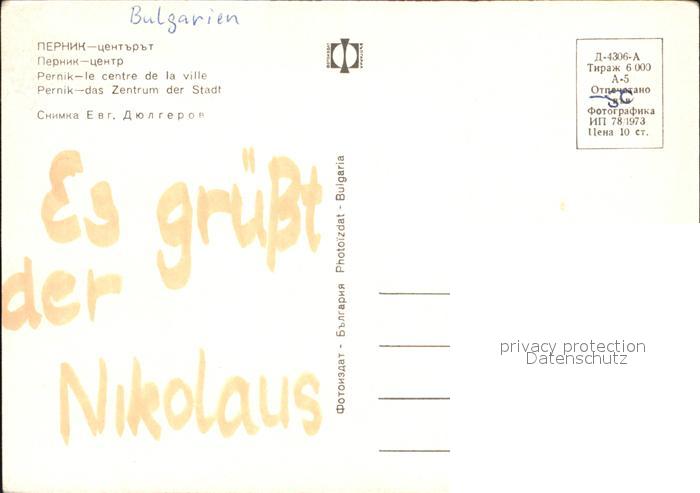 Bulgarien
ПЕРНИК—центърът
Перник—центр
Pernik—le centre de la ville
Pernik—das Zentrum der Stadt
Снимка Евг. Дюлгеров
Es grüßt
der
Nikolaus
Фотоиздат - България Photoizdat - Bulgaria
Д-4306-А
Тираж 6 000
А-5
Отпечатано
Фотографика
ИП 78/1973
Цена 10 ст.
privacy protection
Datenschutz